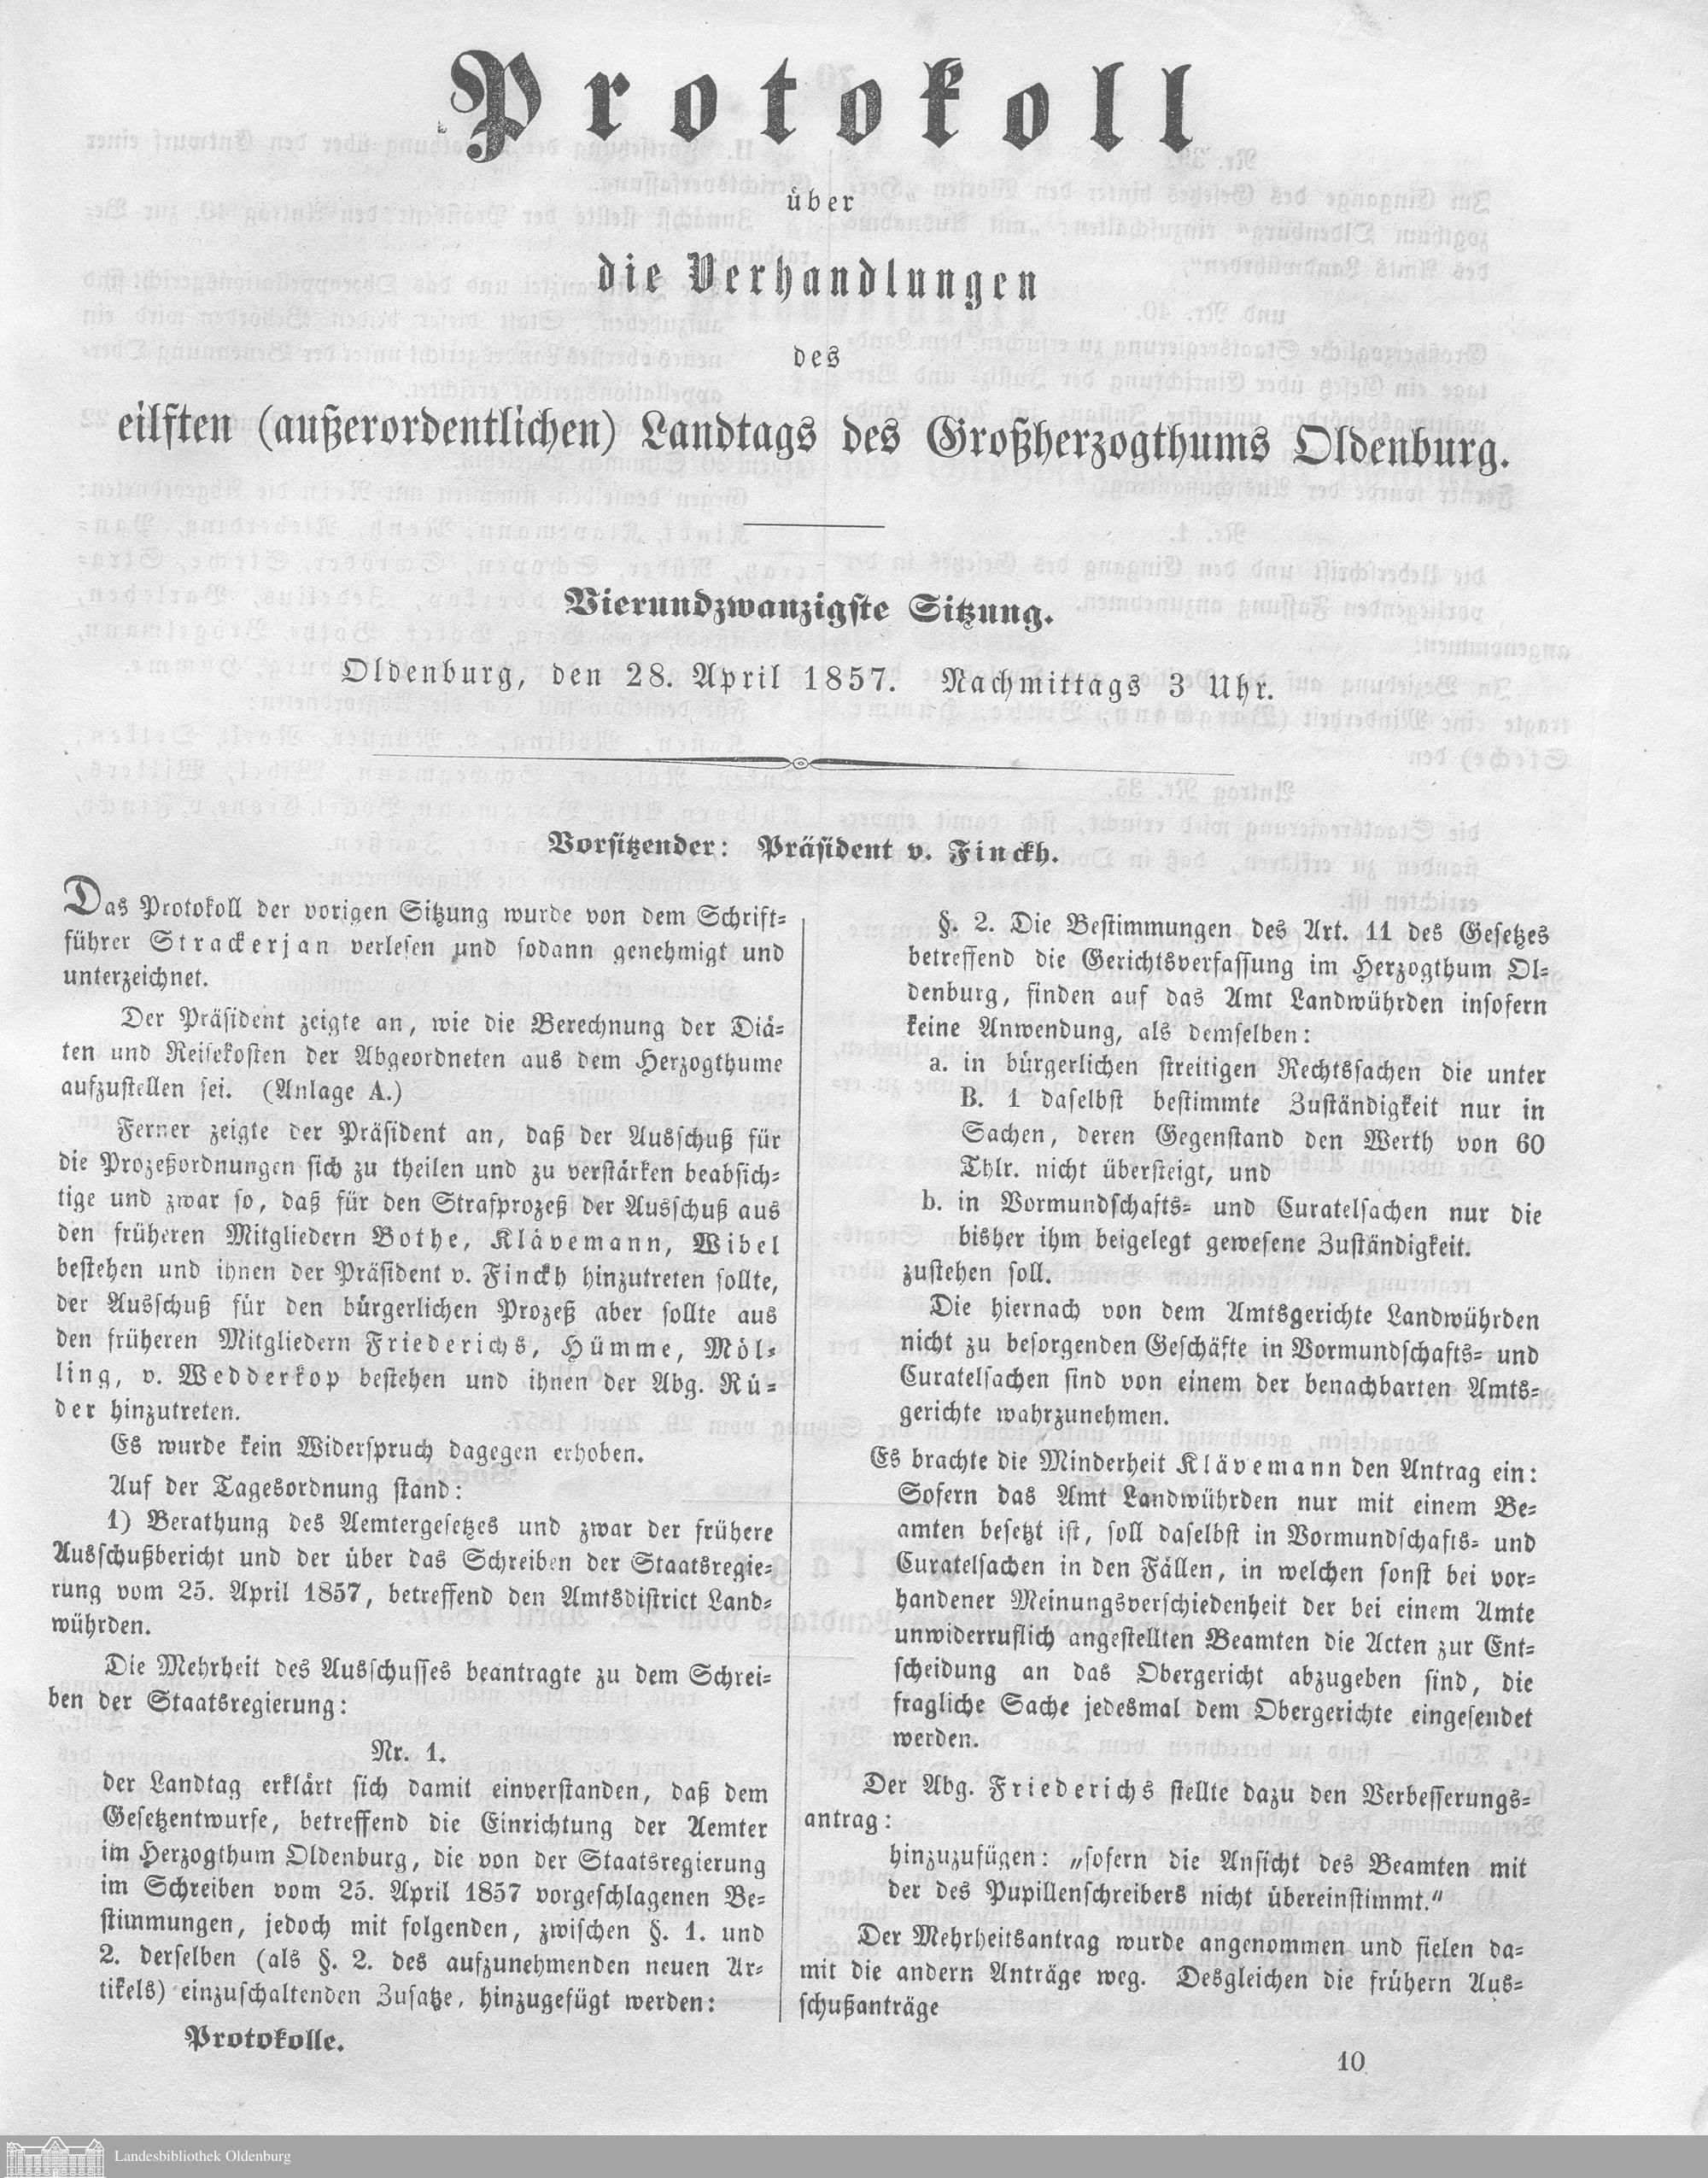 Protokoll
über
die Verhandlungen
des
eilften (außerordentlichen) Landtags des Großherzogthums Oldenburg.
Vierundzwanzigste Sitzung.
Oldenburg, den 28. April 1857. Nachmittags 3 Uhr.
Vorsitzender: Präsident v. Finckh.
Das Protokoll der vorigen Sitzung wurde von dem Schrift-
führer Strackerjan verlesen und sodann genehmigt und
unterzeichnet.
Der Präsident zeigte an, wie die Berechnung der Diä-
ten und Reisekosten der Abgeordneten aus dem Herzogthume
aufzustellen sei. (Anlage A.)
Ferner zeigte der Präsident an, daß der Ausschuß für
die Prozeßordnungen sich zu theilen und zu verstärken beabsich-
tige und zwar so, daß für den Strafprozeß der Ausschuß aus
den früheren Mitgliedern Bothe, Klävemann, Wibel
bestehen und ihnen der Präsident v. Finckh hinzutreten sollte,
der Ausschuß für den bürgerlichen Prozeß aber sollte aus
den früheren Mitgliedern Friederichs, Hümme, Möl-
ling, v. Wedderkop bestehen und ihnen der Abg. Rü-
der hinzutreten.
Es wurde kein Widerspruch dagegen erhoben.
Auf der Tagesordnung stand:
1) Berathung des Aemtergesetzes und zwar der frühere
Ausschußbericht und der über das Schreiben der Staatsregie-
rung vom 25. April 1857, betreffend den Amtsdistrict Land-
wührden.
Die Mehrheit des Ausschusses beantragte zu dem Schrei-
ben der Staatsregierung:
Nr. 1.
der Landtag erklärt sich damit einverstanden, daß dem
Gesetzentwurfe, betreffend die Einrichtung der Aemter
im Herzogthum Oldenburg, die von der Staatsregierung
im Schreiben vom 25. April 1857 vorgeschlagenen Be-
stimmungen, jedoch mit folgenden, zwischen §. 1. und
2. derselben (als §. 2. des aufzunehmenden neuen Ar-
tikels) einzuschaltenden Zusatze, hinzugefügt werden:
Protokolle.
§. 2. Die Bestimmungen des Art. 11 des Gesetzes
betreffend die Gerichtsverfassung im Herzogthum Ol-
denburg, finden auf das Amt Landwührden insofern
keine Anwendung, als demselben:
a. in bürgerlichen streitigen Rechtssachen die unter
B. 1 daselbst bestimmte Zuständigkeit nur in
Sachen, deren Gegenstand den Werth von 60
Thlr. nicht übersteigt, und
b. in Vormundschafts- und Curatelsachen nur die
bisher ihm beigelegt gewesene Zuständigkeit.
zustehen soll.
Die hiernach von dem Amtsgerichte Landwührden
nicht zu besorgenden Geschäfte in Vormundschafts- und
Curatelsachen sind von einem der benachbarten Amts-
gerichte wahrzunehmen.
Es brachte die Minderheit Klävemann den Antrag ein:
Sofern das Amt Landwührden nur mit einem Be-
amten besetzt ist, soll daselbst in Vormundschafts- und
Curatelsachen in den Fällen, in welchen sonst bei vor-
handener Meinungsverschiedenheit der bei einem Amte
unwiderruflich angestellten Beamten die Acten zur Ent-
scheidung an das Obergericht abzugeben sind, die
fragliche Sache jedesmal dem Obergerichte eingesendet
werden.
Der Abg. Friederichs stellte dazu den Verbesserungs-
antrag:
hinzuzufügen: „sofern die Ansicht des Beamten mit
der des Pupillenschreibers nicht übereinstimmt."
Der Mehrheitsantrag wurde angenommen und fielen da-
mit die andern Anträge weg. Desgleichen die frühern Aus-
schußanträge
10
Landesbibliothek Oldenburg